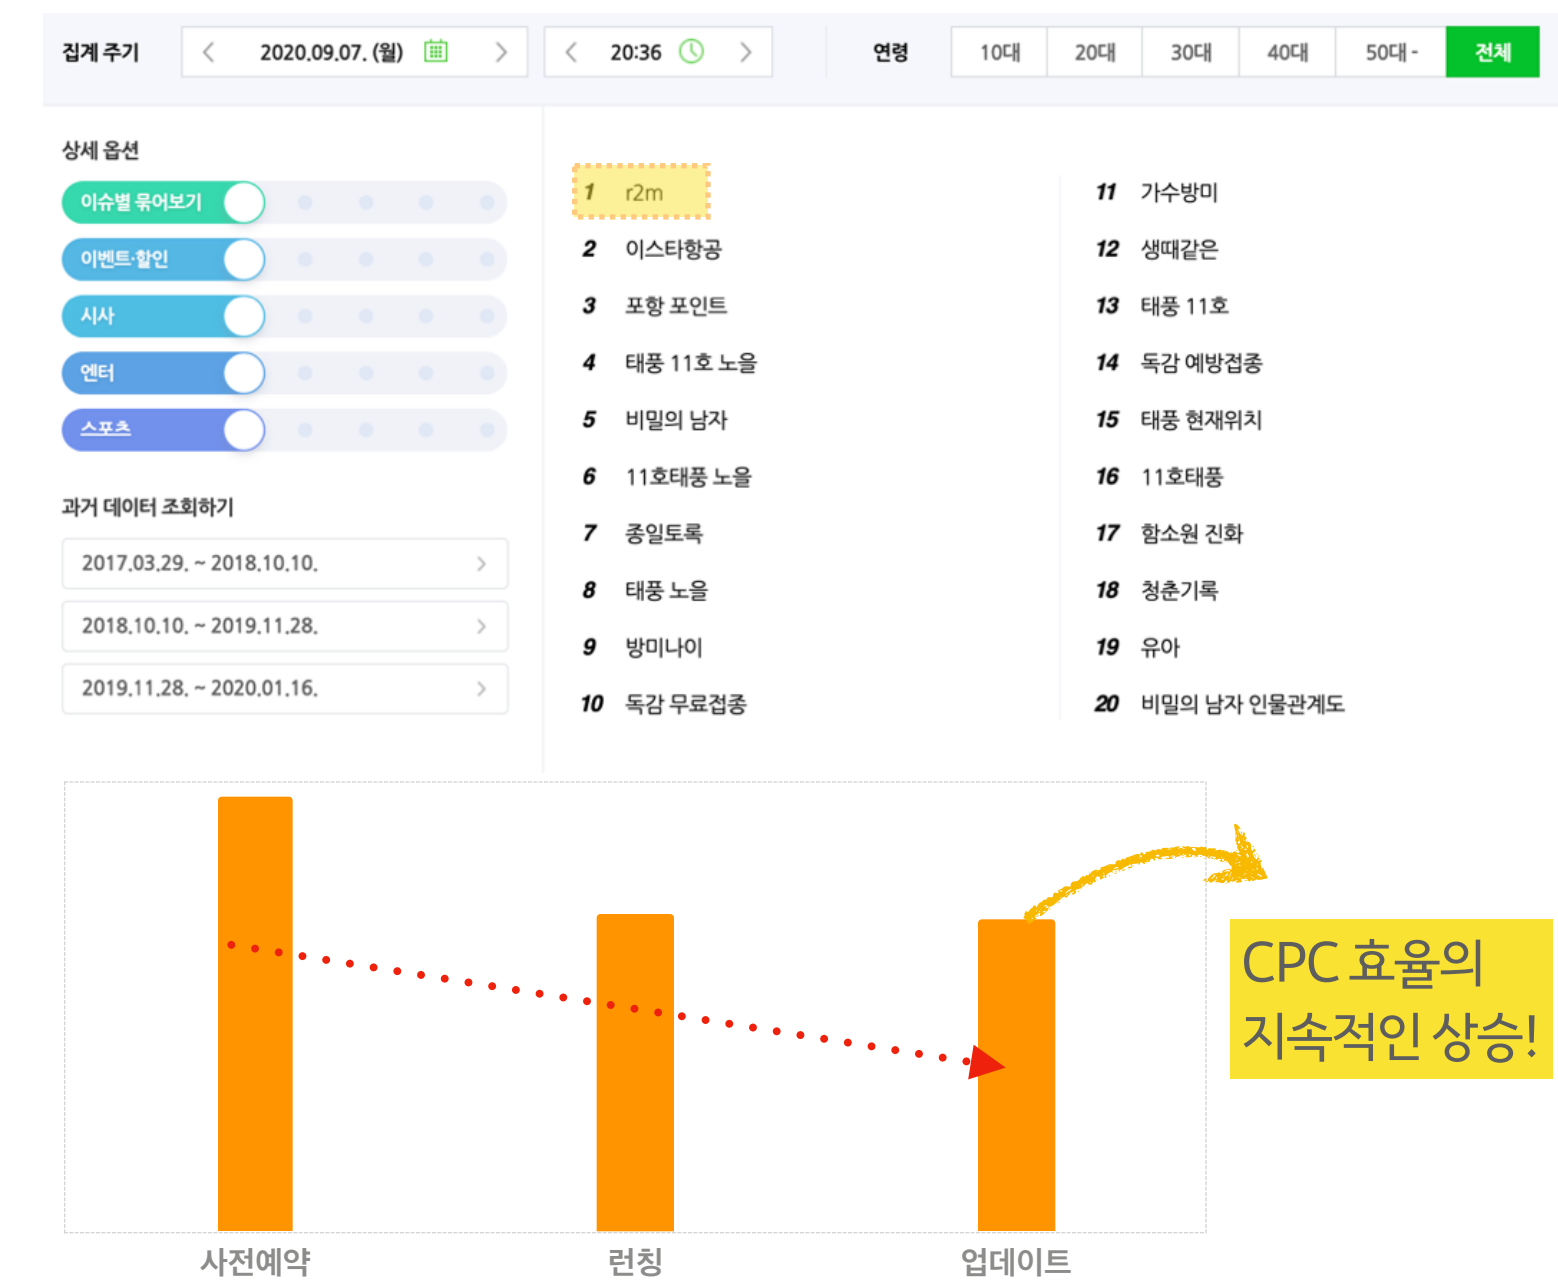 집계 주기
2020.09.07. (월)
20:36
연령
10대
20대
30대
40대
50대 -
전체
상세 옵션
이슈별 묶어보기
이벤트·할인
시사
엔터
스포츠
과거 데이터 조회하기
2017.03.29. ~ 2018.10.10.
2018.10.10. ~ 2019.11.28.
2019.11.28. ~ 2020.01.16.
1 r2m
2 이스타항공
3 포항 포인트
4 태풍 11호 노을
5 비밀의 남자
6 11호태풍 노을
7 종일토록
8 태풍 노을
9 방미나이
10 독감 무료접종
11 가수방미
12 생때같은
13 태풍 11호
14 독감 예방접종
15 태풍 현재위치
16 11호태풍
17 함소원 진화
18 청춘기록
19 유아
20 비밀의 남자 인물관계도
CPC 효율의
지속적인 상승!
사전예약
런칭
업데이트